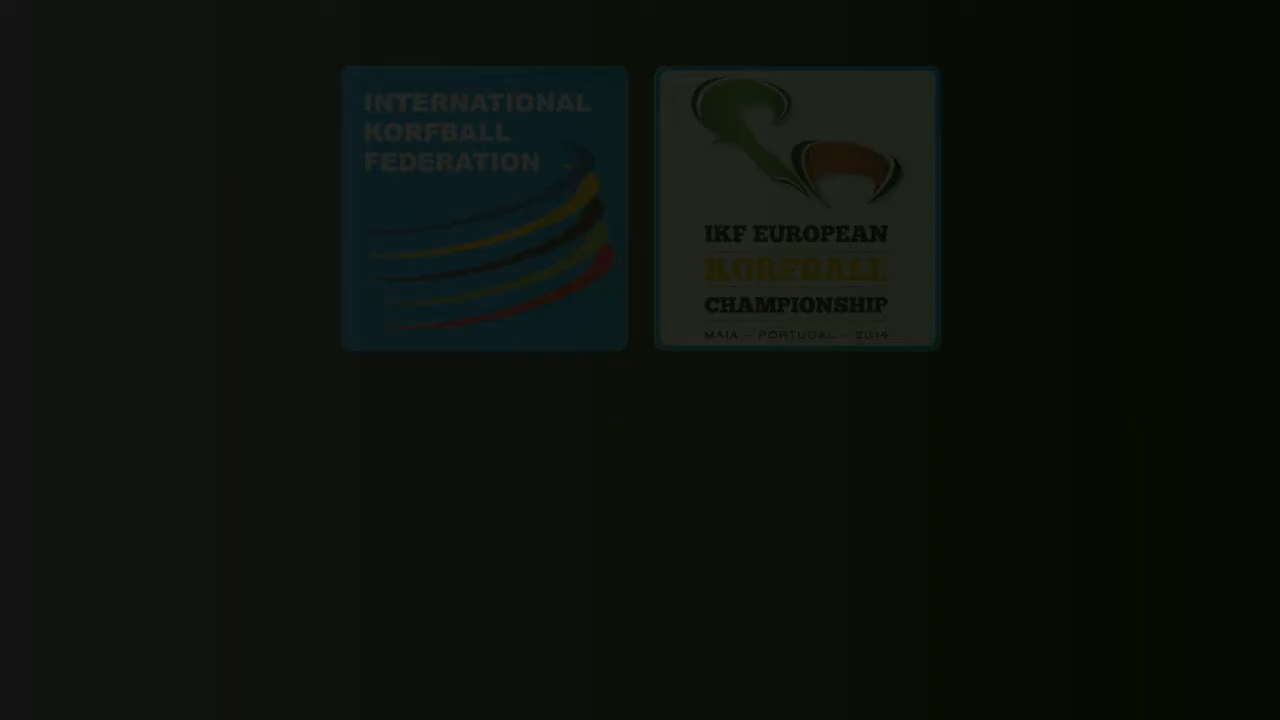 INTERNATIONAL
KORFBALL
FEDERATION
IKF EUROPEAN
KORFBALL
CHAMPIONSHIP
MAIA - PORTUGAL - 2014